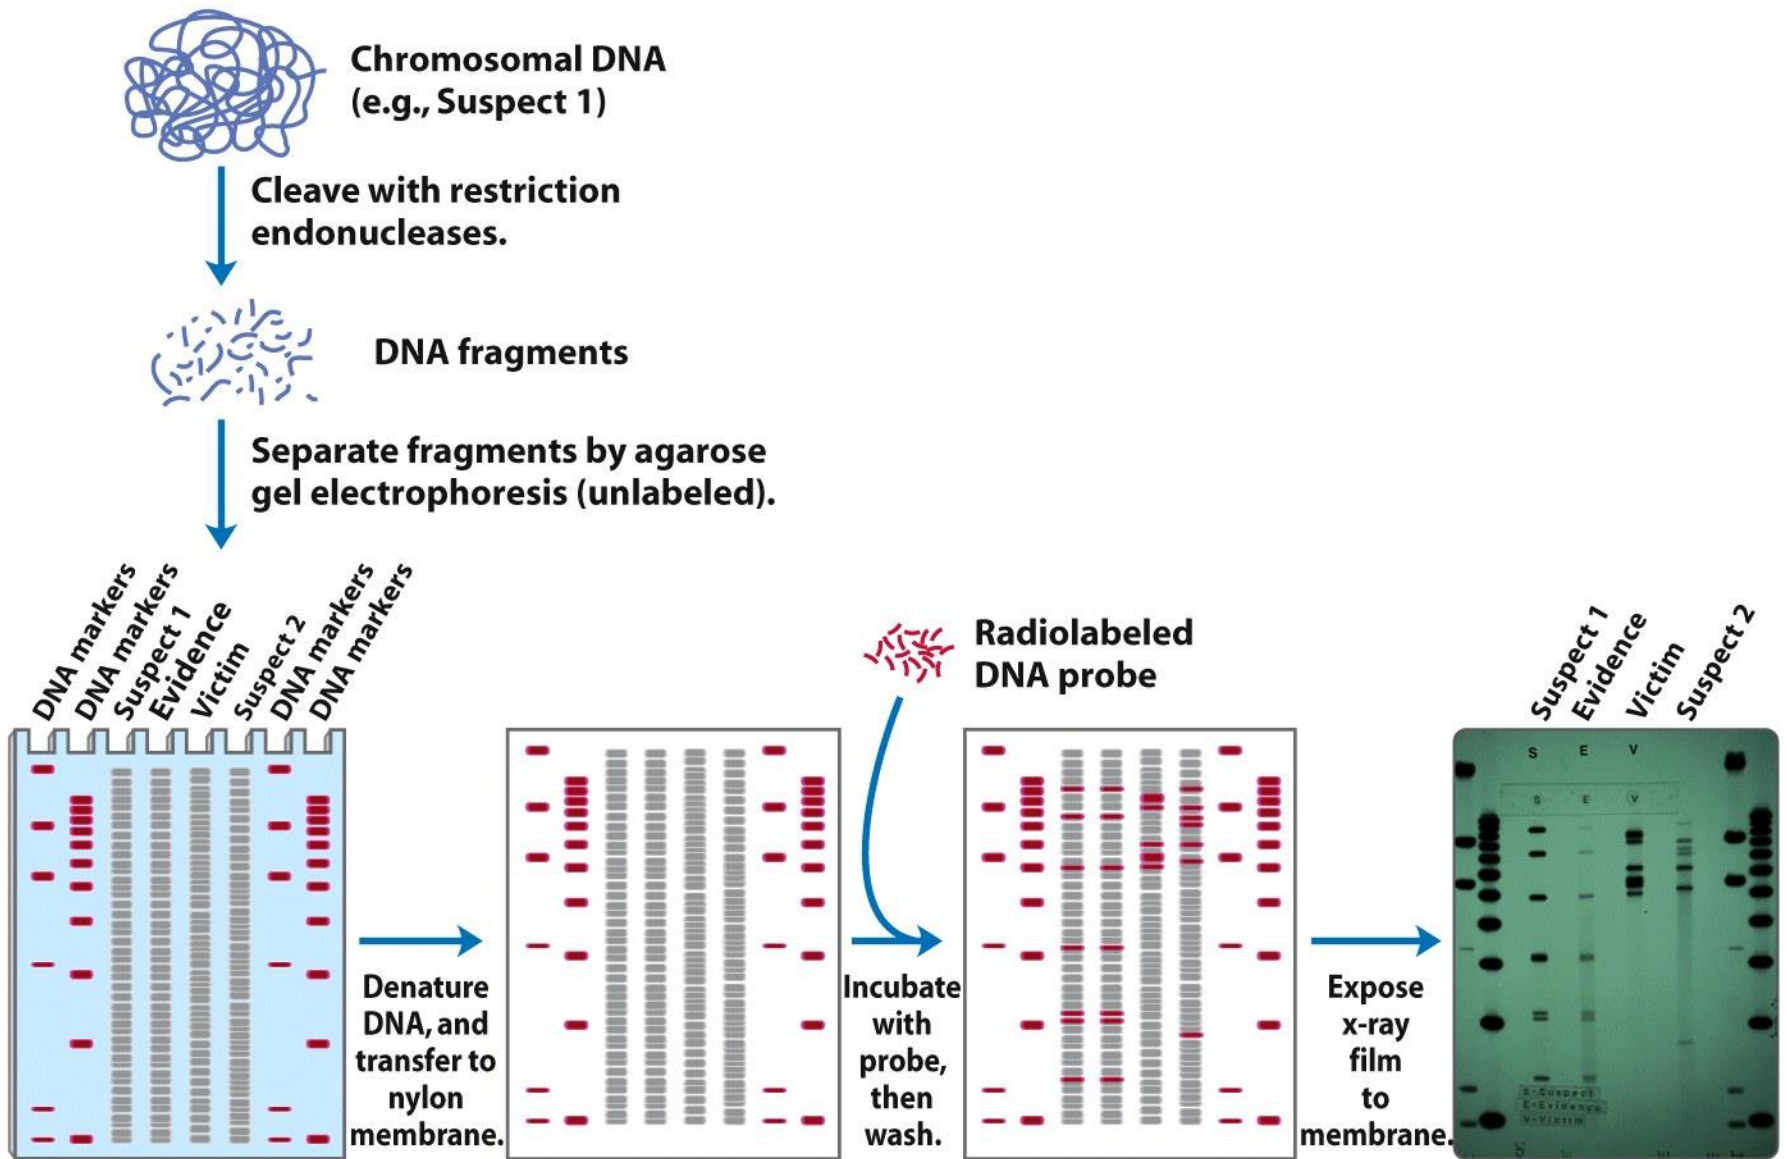 Chromosomal DNA
(e.g., Suspect 1)
Cleave with restriction
endonucleases.
DNA fragments
Separate fragments by agarose
gel electrophoresis (unlabeled).
DNA markers
DNA markers
Suspect 1
Evidence
Victim
Suspect 2
DNA markers
DNA markers
Radiolabeled
DNA probe
Suspect 1
Evidence
Victim
Suspect 2
Denature
DNA, and
transfer to
nylon
membrane.
Incubate
with
probe,
then
wash.
Expose
x-ray
film
to
membrane.
S E V
S E V
S-Suspect
E-Evidence
V-Victim